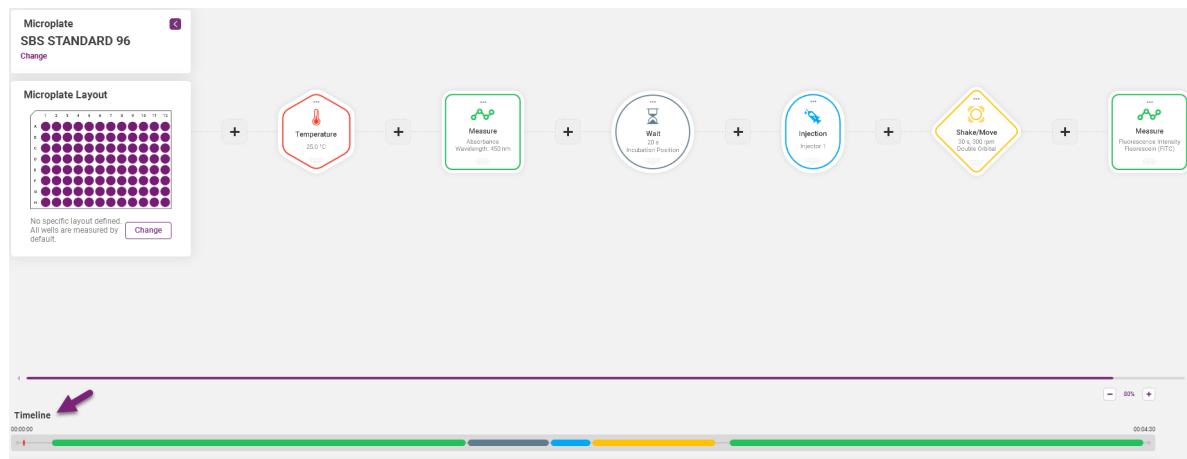 Microplate
SBS STANDARD 96
Change
Microplate Layout
1 2 3 4 5 6 7 8 9 10 11 12
A
B
C
D
E
F
G
H
No specific layout defined.
All wells are measured by
default.
Change
+
Temperature
25.0 °C
+
Measure
Absorbance
Wavelength: 450 nm
+
Wait
20 s
Incubation Position
+
Injection
Injector 1
+
Shake/Move
30 s, 300 rpm
Double Orbital
+
Measure
Fluorescence Intensity
Fluorescein (FITC)
− 80% +
Timeline
00:00:00
00:04:30